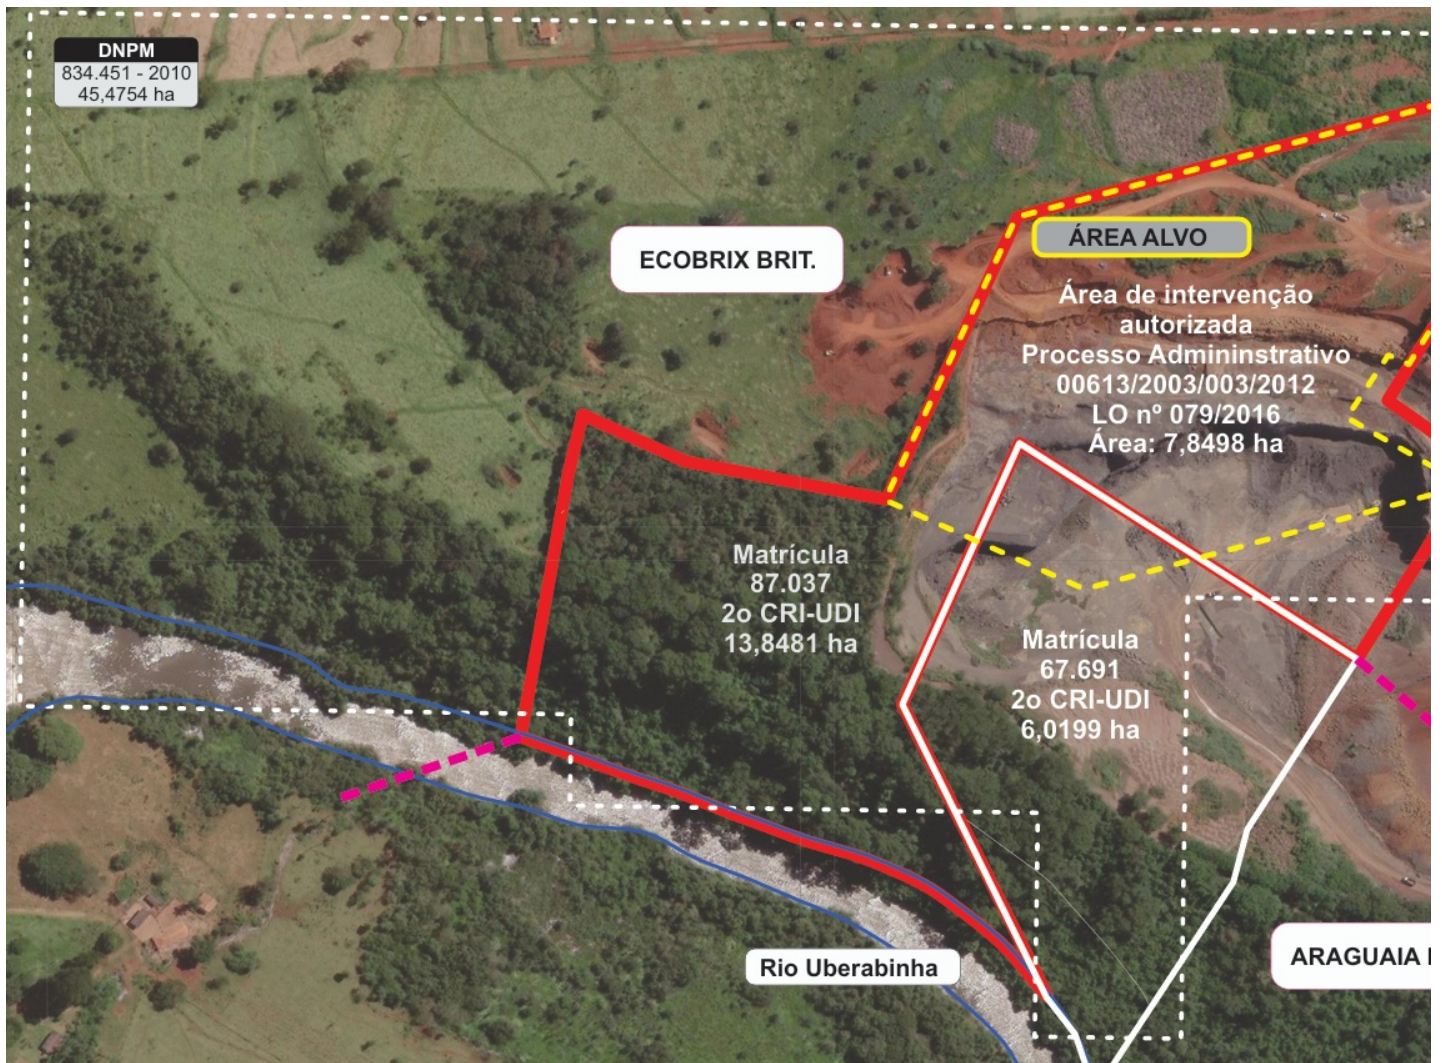 DNPM
834.451 - 2010
45,4754 ha
ECOBRIX BRIT.
ÁREA ALVO
Área de intervenção
autorizada
Processo Admininstrativo
00613/2003/003/2012
LO nº 079/2016
Área: 7,8498 ha
Matrícula
87.037
2o CRI-UDI
13,8481 ha
Matrícula
67.691
2o CRI-UDI
6,0199 ha
Rio Uberabinha
ARAGUAIA